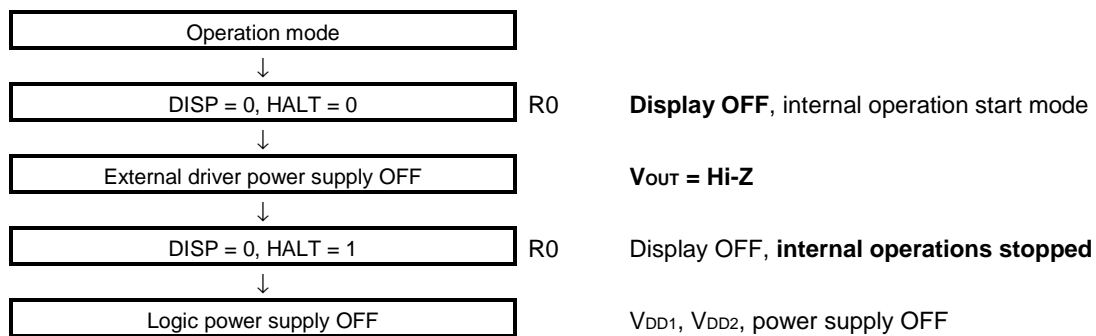 Operation mode
↓
DISP = 0, HALT = 0 R0 Display OFF, internal operation start mode
↓
External driver power supply OFF VOUT = Hi-Z
↓
DISP = 0, HALT = 1 R0 Display OFF, internal operations stopped
↓
Logic power supply OFF VDD1, VDD2, power supply OFF